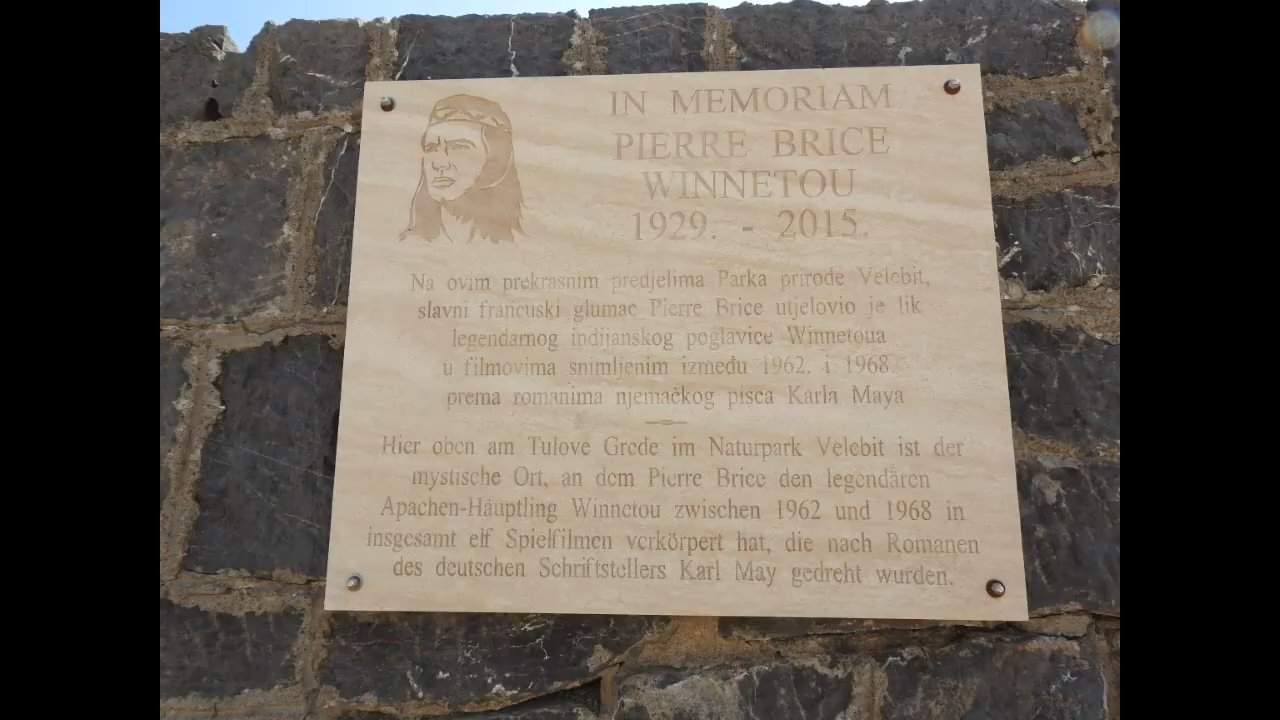 IN MEMORIAM
PIERRE BRICE
WINNETOU
1929. - 2015.
Na ovim prekrasnim predjelima Parka prirode Velebit,
slavni francuski glumac Pierre Brice utjelovio je lik
legendarnog indijanskog poglavice Winnetoua
u filmovima snimljenim između 1962. i 1968.
prema romanima njemačkog pisca Karla Maya
Hier oben am Tulove Grede im Naturpark Velebit ist der
mystische Ort, an dem Pierre Brice den legendären
Apachen-Häuptling Winnetou zwischen 1962 und 1968 in
insgesamt elf Spielfilmen verkörpert hat, die nach Romanen
des deutschen Schriftstellers Karl May gedreht wurden.